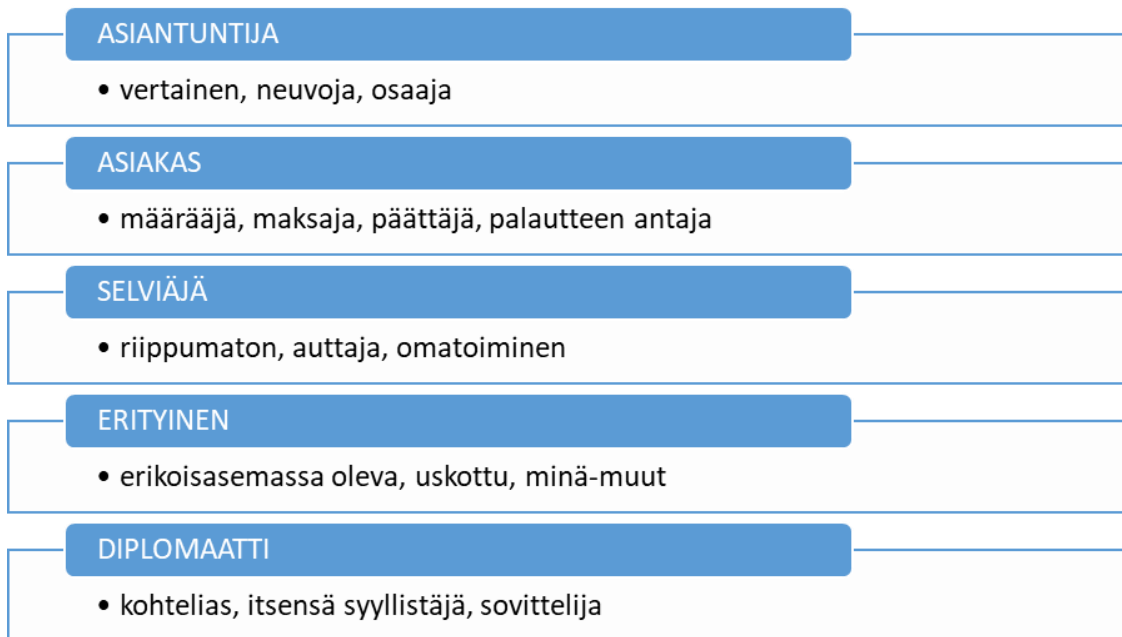 ASIANTUNTIJA
• vertainen, neuvoja, osaaja
ASIAKAS
• määrääjä, maksaja, päättäjä, palautteen antaja
SELVIÄJÄ
• riippumaton, auttaja, omatoiminen
ERITYINEN
• erikoisasemassa oleva, uskottu, minä-muut
DIPLOMAATTI
• kohtelias, itsensä syyllistäjä, sovittelija